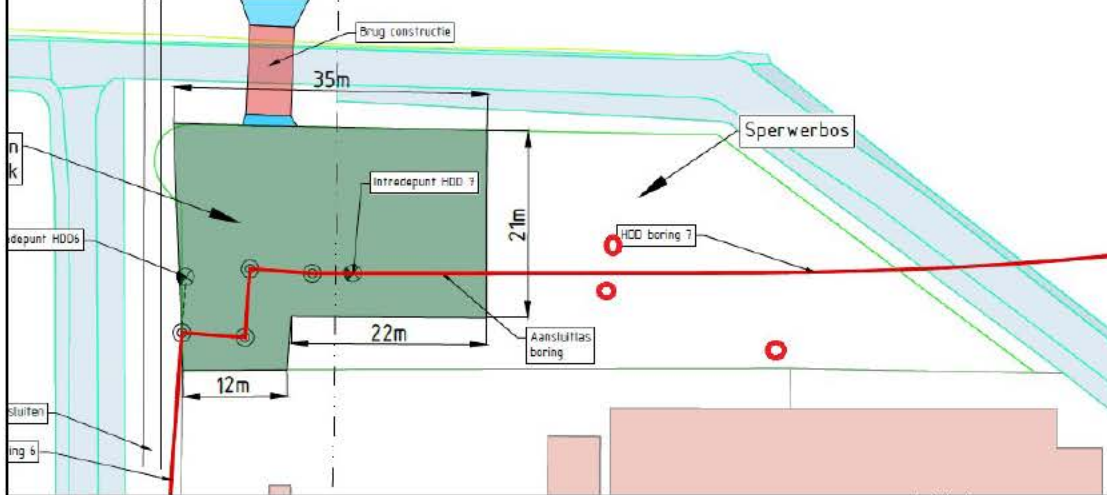 Brug constructie
35m
Sperwerbos
n
k
Intredepunt HDD 7
21m
HDD boring 7
depunt HDD6
Aansluitlas
boring
22m
12m
sluiten
ing 6